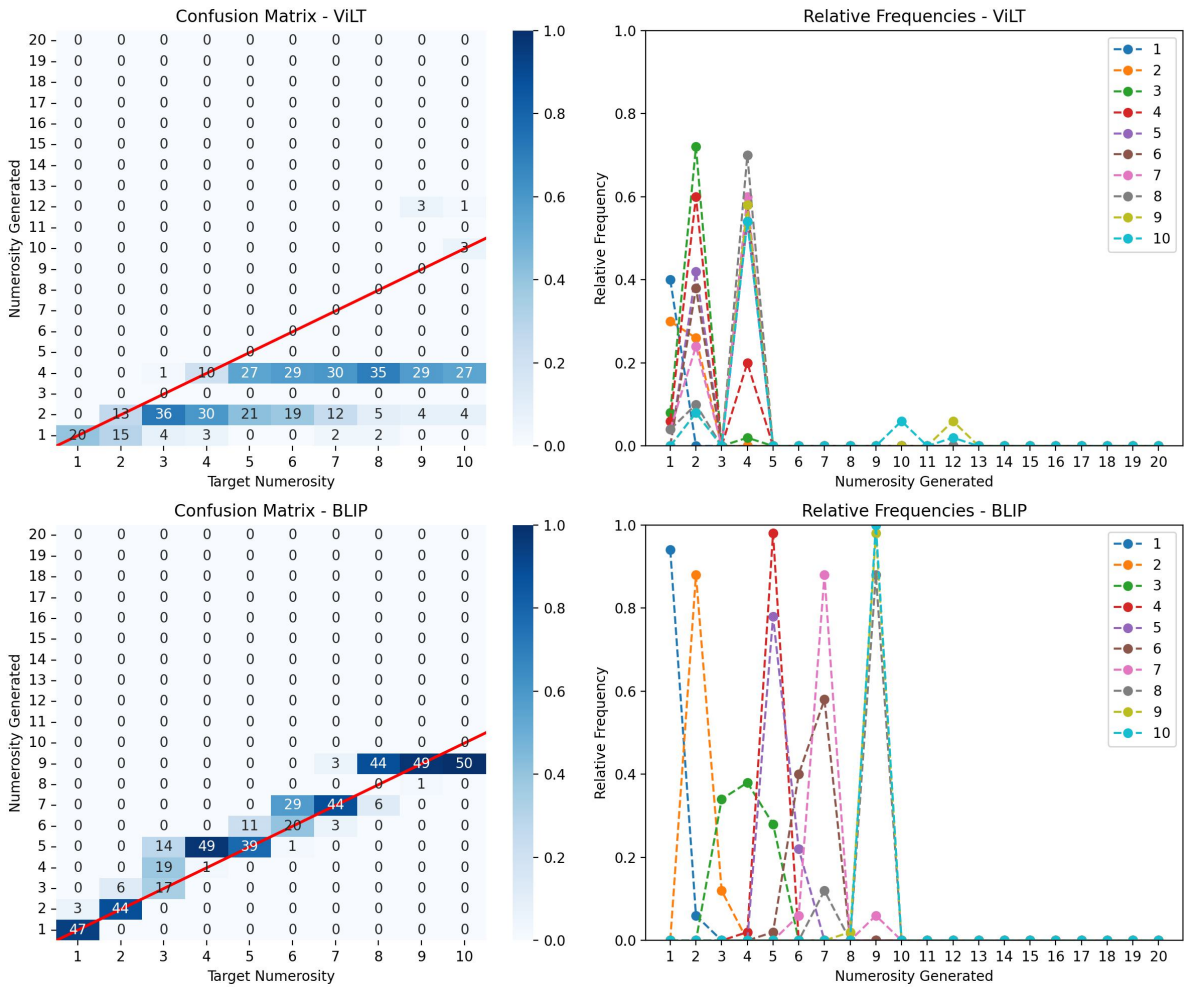 Confusion Matrix - ViLT
Numerosity Generated
20 0 0 0 0 0 0 0 0 0 0
19 0 0 0 0 0 0 0 0 0 0
18 0 0 0 0 0 0 0 0 0 0
17 0 0 0 0 0 0 0 0 0 0
16 0 0 0 0 0 0 0 0 0 0
15 0 0 0 0 0 0 0 0 0 0
14 0 0 0 0 0 0 0 0 0 0
13 0 0 0 0 0 0 0 0 0 0
12 0 0 0 0 0 0 0 0 3 1
11 0 0 0 0 0 0 0 0 0 0
10 0 0 0 0 0 0 0 0 0 3
9 0 0 0 0 0 0 0 0 0 0
8 0 0 0 0 0 0 0 0 0 0
7 0 0 0 0 0 0 0 0 0 0
6 0 0 0 0 0 0 0 0 0 0
5 0 0 0 0 0 0 0 0 0 0
4 0 0 1 10 27 29 30 35 29 27
3 0 0 0 0 0 0 0 0 0 0
2 0 13 36 30 21 19 12 5 4 4
1 20 15 4 3 0 0 2 2 0 0
1 2 3 4 5 6 7 8 9 10
Target Numerosity
1.0
0.8
0.6
0.4
0.2
0.0
Relative Frequencies - ViLT
Relative Frequency
1.0
0.8
0.6
0.4
0.2
0.0
1 2 3 4 5 6 7 8 9 10 11 12 13 14 15 16 17 18 19 20
Numerosity Generated
1
2
3
4
5
6
7
8
9
10
Confusion Matrix - BLIP
Numerosity Generated
20 0 0 0 0 0 0 0 0 0 0
19 0 0 0 0 0 0 0 0 0 0
18 0 0 0 0 0 0 0 0 0 0
17 0 0 0 0 0 0 0 0 0 0
16 0 0 0 0 0 0 0 0 0 0
15 0 0 0 0 0 0 0 0 0 0
14 0 0 0 0 0 0 0 0 0 0
13 0 0 0 0 0 0 0 0 0 0
12 0 0 0 0 0 0 0 0 0 0
11 0 0 0 0 0 0 0 0 0 0
10 0 0 0 0 0 0 0 0 0 0
9 0 0 0 0 0 0 3 44 49 50
8 0 0 0 0 0 0 0 0 1 0
7 0 0 0 0 0 29 44 6 0 0
6 0 0 0 0 11 20 3 0 0 0
5 0 0 14 49 39 1 0 0 0 0
4 0 0 19 1 0 0 0 0 0 0
3 0 6 17 0 0 0 0 0 0 0
2 3 44 0 0 0 0 0 0 0 0
1 47 0 0 0 0 0 0 0 0 0
1 2 3 4 5 6 7 8 9 10
Target Numerosity
1.0
0.8
0.6
0.4
0.2
0.0
Relative Frequencies - BLIP
Relative Frequency
1.0
0.8
0.6
0.4
0.2
0.0
1 2 3 4 5 6 7 8 9 10 11 12 13 14 15 16 17 18 19 20
Numerosity Generated
1
2
3
4
5
6
7
8
9
10